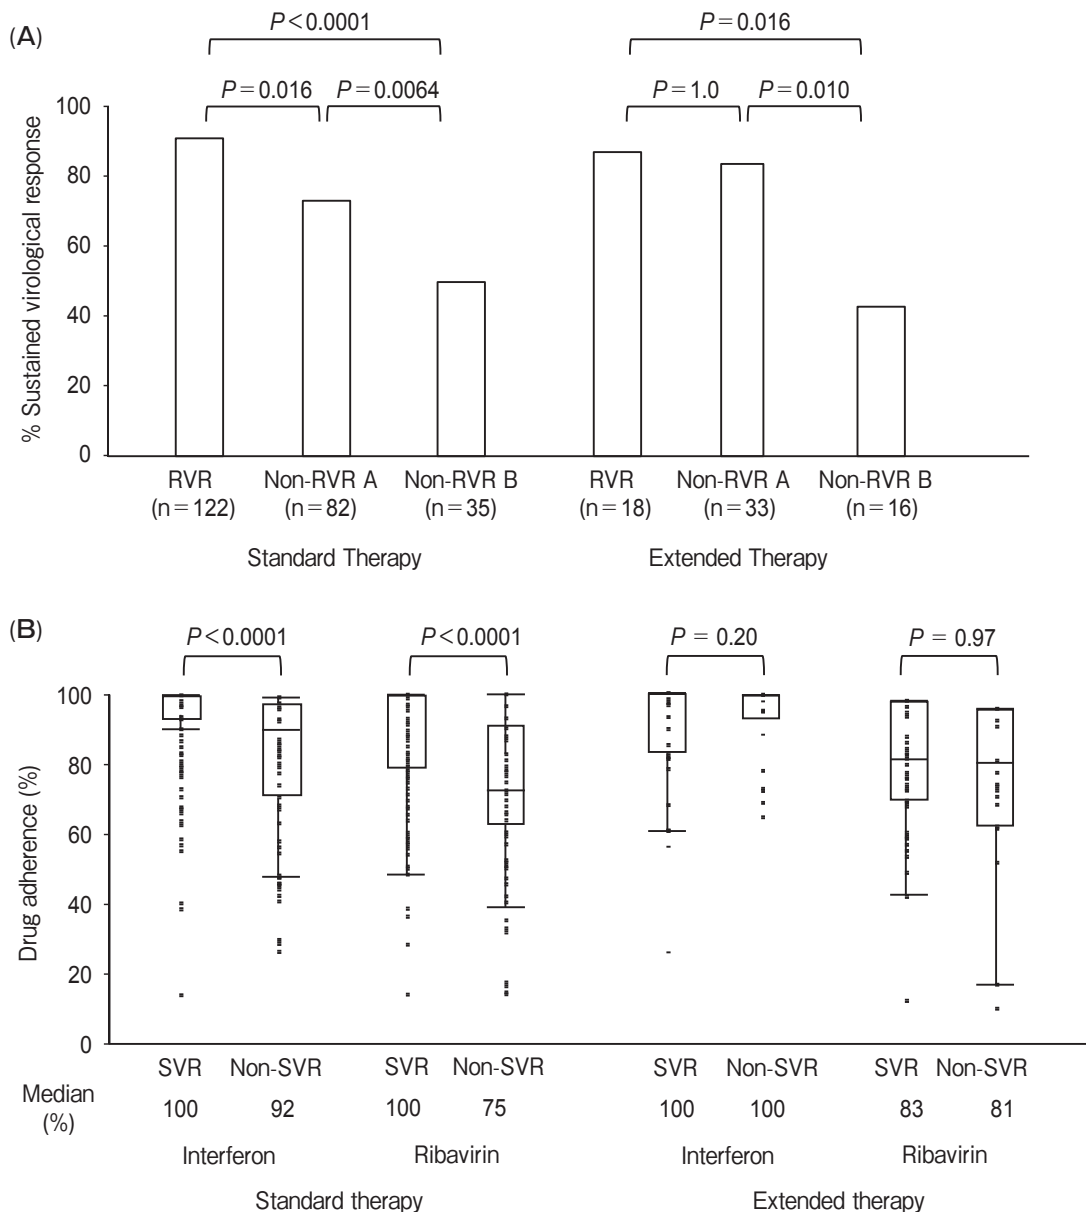 (A)
P<0.0001
P=0.016
P=0.016
P=0.0064
P=1.0
P=0.010
% Sustained virological response
100
80
60
40
20
0
RVR Non-RVR A Non-RVR B RVR Non-RVR A Non-RVR B
(n=122) (n=82) (n=35) (n=18) (n=33) (n=16)
Standard Therapy Extended Therapy
(B)
P<0.0001 P<0.0001 P = 0.20 P = 0.97
Drug adherence (%)
100
80
60
40
20
0
SVR Non-SVR SVR Non-SVR SVR Non-SVR SVR Non-SVR
Median (%)
100 92 100 75 100 100 83 81
Interferon Ribavirin Interferon Ribavirin
Standard therapy Extended therapy